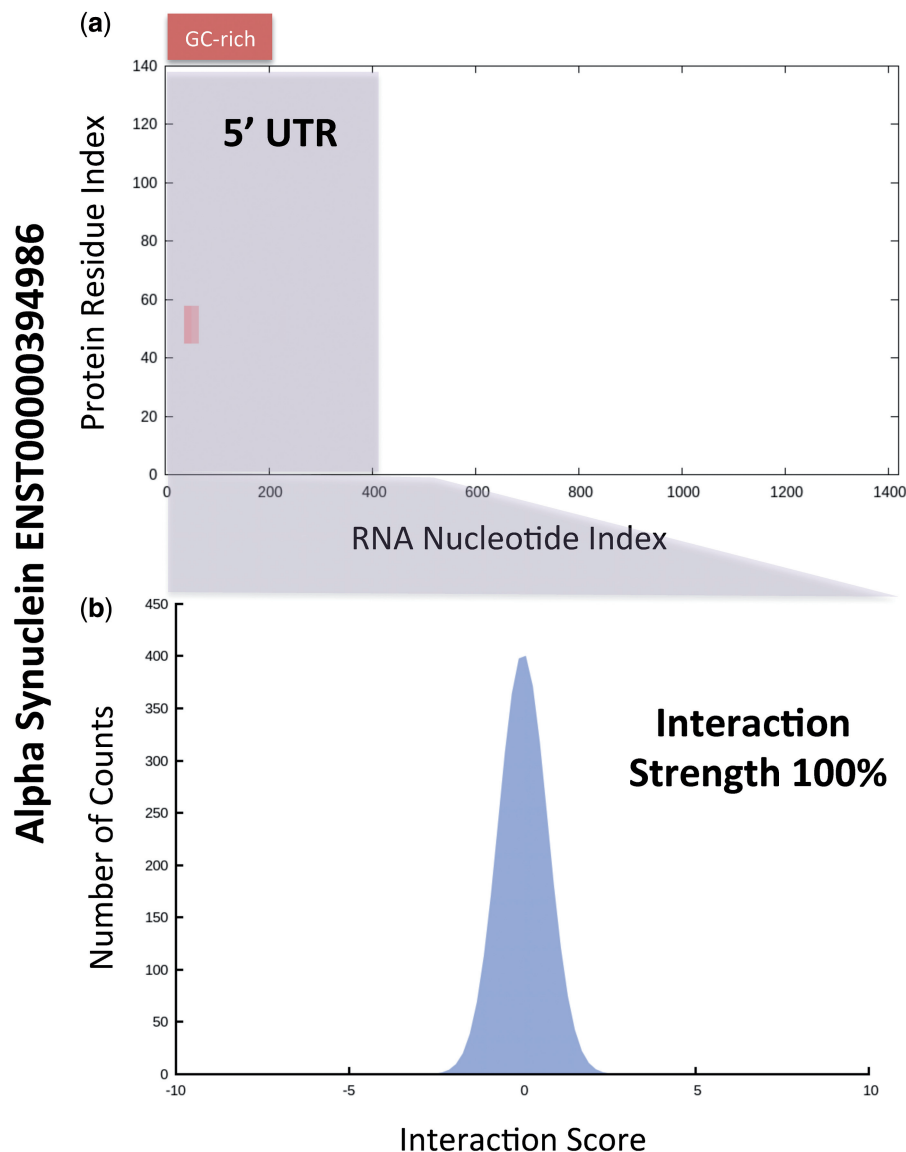 (a)
GC-rich
140
120
100
80
60
40
20
0
5’ UTR
Protein Residue Index
0 200 400 600 800 1000 1200 1400
RNA Nucleotide Index
Alpha Synuclein ENST00000394986
(b)
450
400
350
300
250
200
150
100
50
0
Number of Counts
Interaction
Strength 100%
-10 -5 0 5 10
Interaction Score